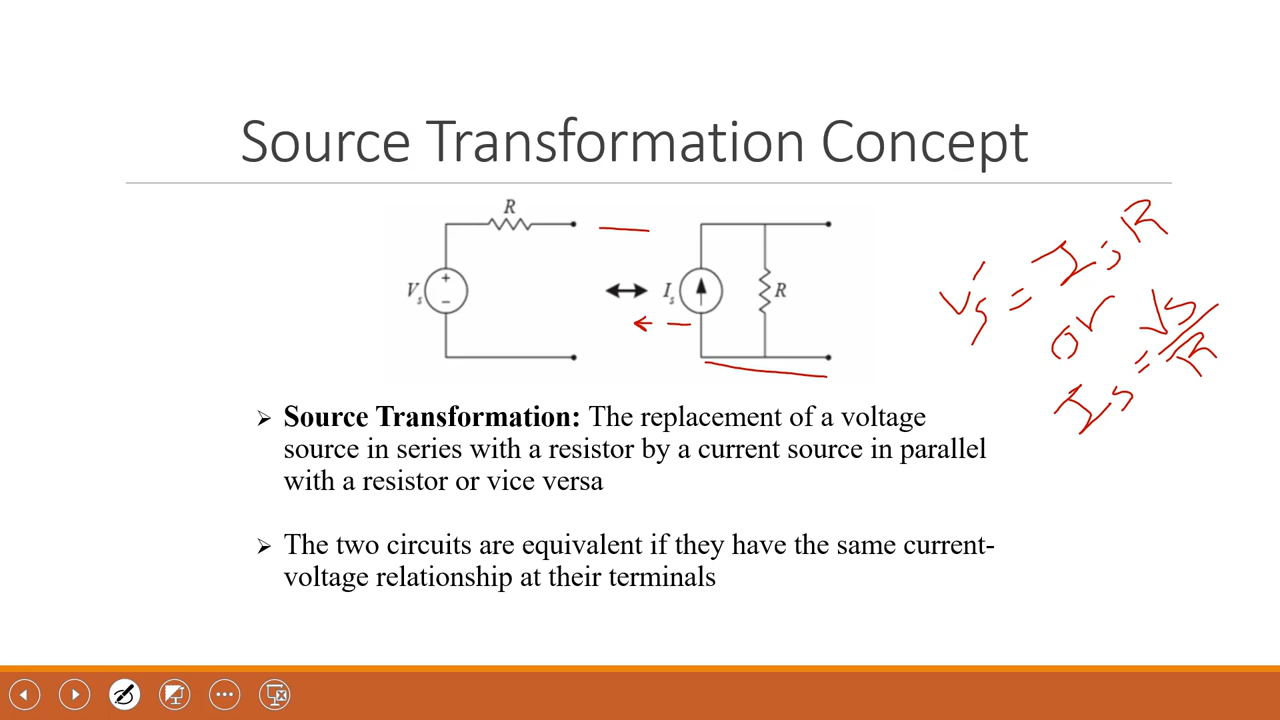 Source Transformation Concept
R
Vs
+
−
Is
R
Vs = IsR
or
Is = Vs/R
➢ Source Transformation: The replacement of a voltage
source in series with a resistor by a current source in parallel
with a resistor or vice versa
➢ The two circuits are equivalent if they have the same current-
voltage relationship at their terminals